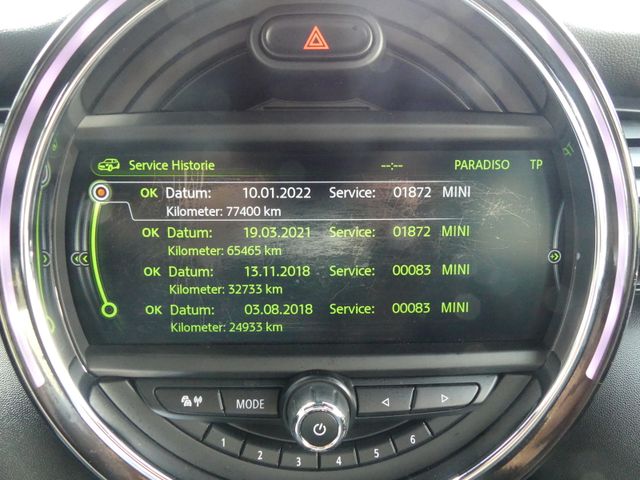 Service Historie --:-- PARADISO TP
OK Datum: 10.01.2022 Service: 01872 MINI
Kilometer: 77400 km
OK Datum: 19.03.2021 Service: 01872 MINI
Kilometer: 65465 km
OK Datum: 13.11.2018 Service: 00083 MINI
Kilometer: 32733 km
OK Datum: 03.08.2018 Service: 00083 MINI
Kilometer: 24933 km
MODE
1 2 3 4 5 6